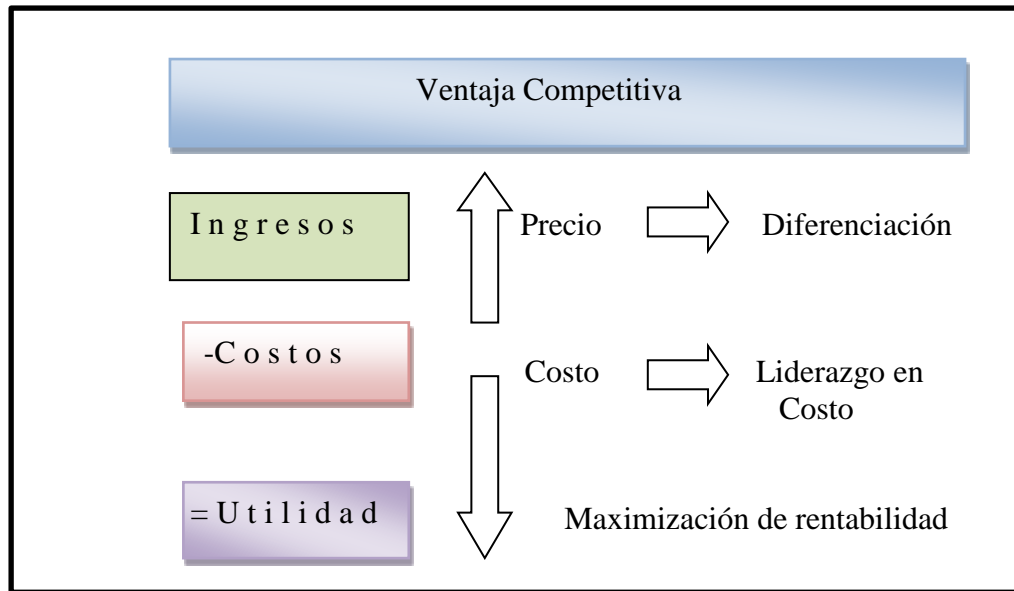 Ventaja Competitiva
I n g r e s o s
Precio
Diferenciación
-C o s t o s
Costo
Liderazgo en
Costo
= U t i l i d a d
Maximización de rentabilidad